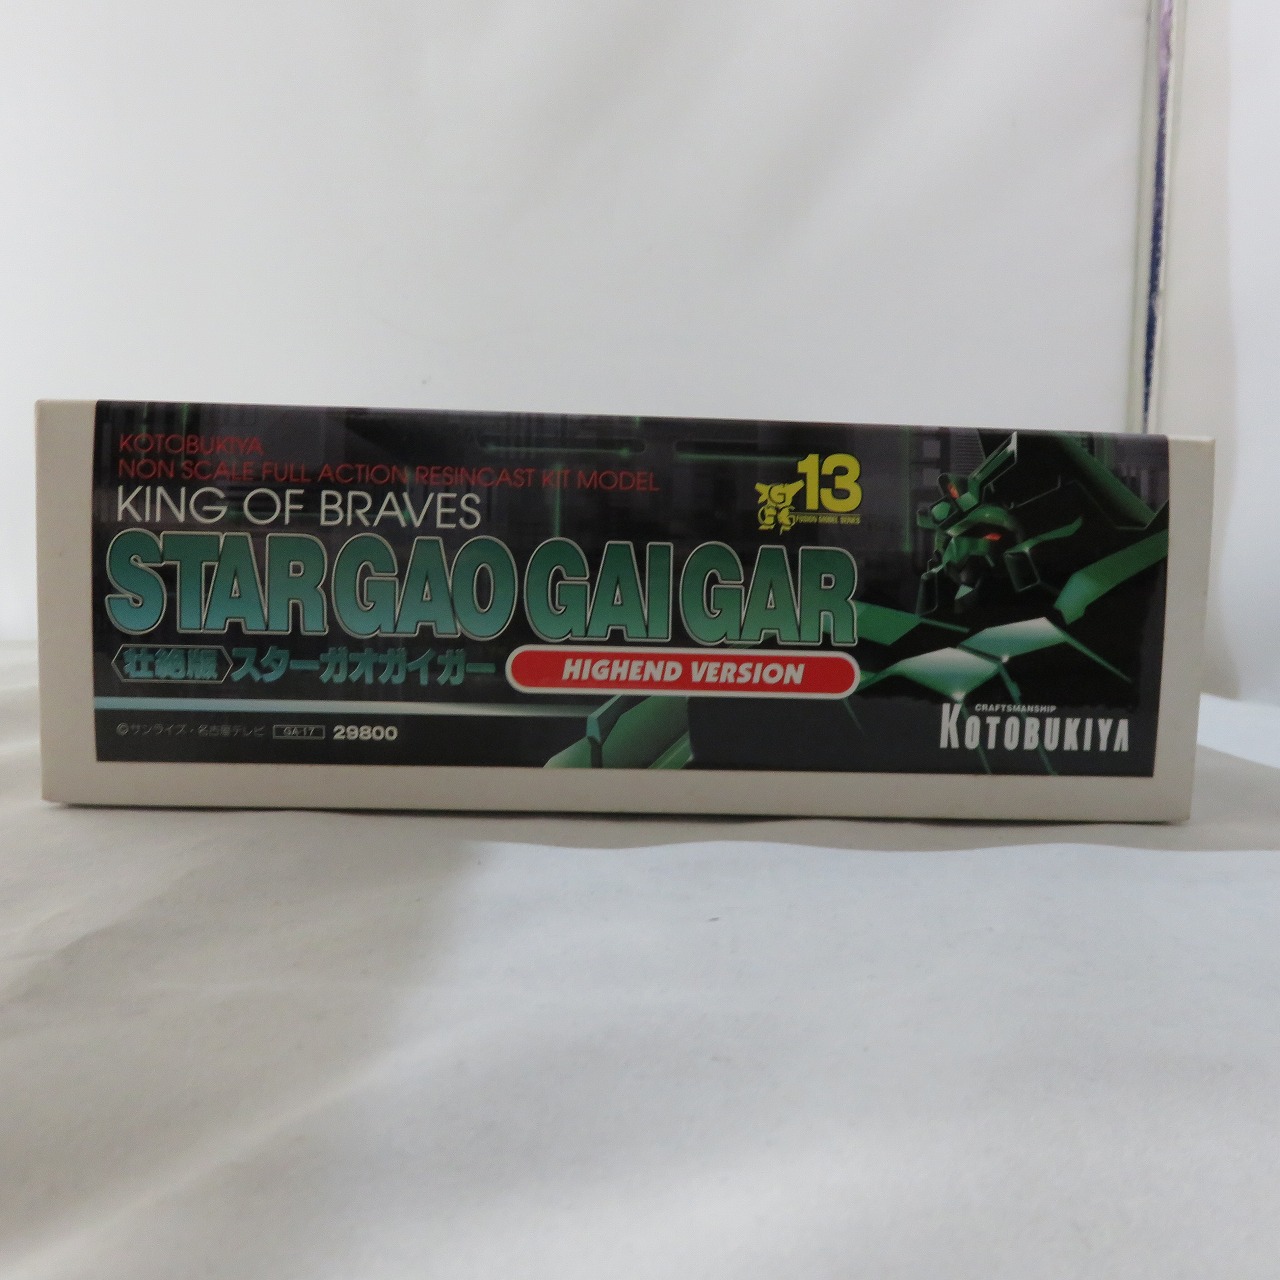 KOTOBUKIYA
NON SCALE FULL ACTION RESINCAST KIT MODEL
KING OF BRAVES
13
STAR GAO GAI GAR
壮絶版 スターガオガイガー
HIGHEND VERSION
©サンライズ・名古屋テレビ GA-17 29800
CRAFTSMANSHIP
KOTOBUKIYA